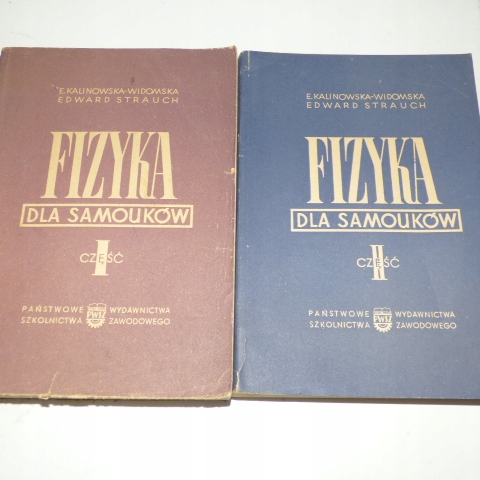 E. KALINOWSKA-WIDOMSKA
EDWARD STRAUCH
FIZYKA
DLA SAMOUKÓW
CZĘŚĆ I
PAŃSTWOWE WYDAWNICTWA
SZKOLNICTWA ZAWODOWEGO
PWSZ
E. KALINOWSKA-WIDOMSKA
EDWARD STRAUCH
FIZYKA
DLA SAMOUKÓW
CZĘŚĆ II
PAŃSTWOWE WYDAWNICTWA
SZKOLNICTWA ZAWODOWEGO
PWSZ